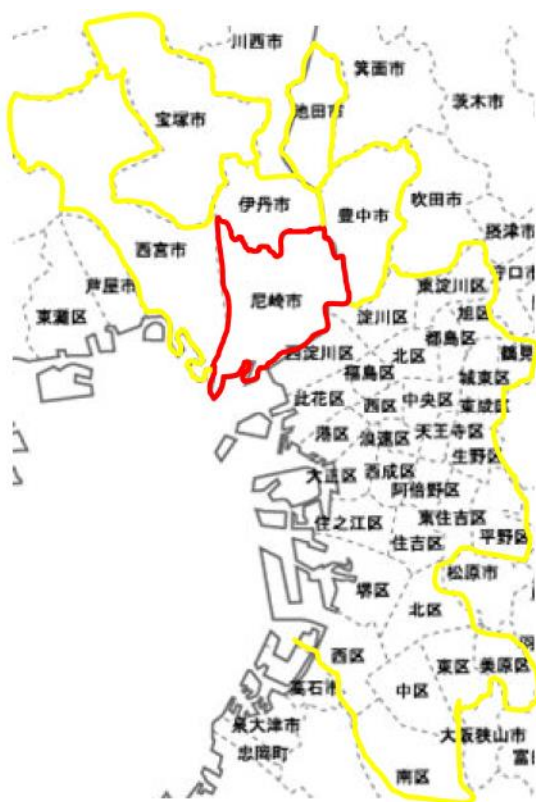 川西市
箕面市
茨木市
池田市
宝塚市
伊丹市
豊中市
吹田市
摂津市
西宮市
芦屋市
東灘区
尼崎市
東淀川区
守口市
淀川区
旭区
都島区
西淀川区
北区
鶴見
福島区
城東区
此花区
西区
中央区
東成区
港区
浪速区
天王寺区
生野区
大正区
西成区
阿倍野区
住之江区
東住吉区
住吉区
平野区
松原市
堺区
北区
西区
東区
美原区
高石市
中区
泉大津市
忠岡町
大阪狭山市
南区